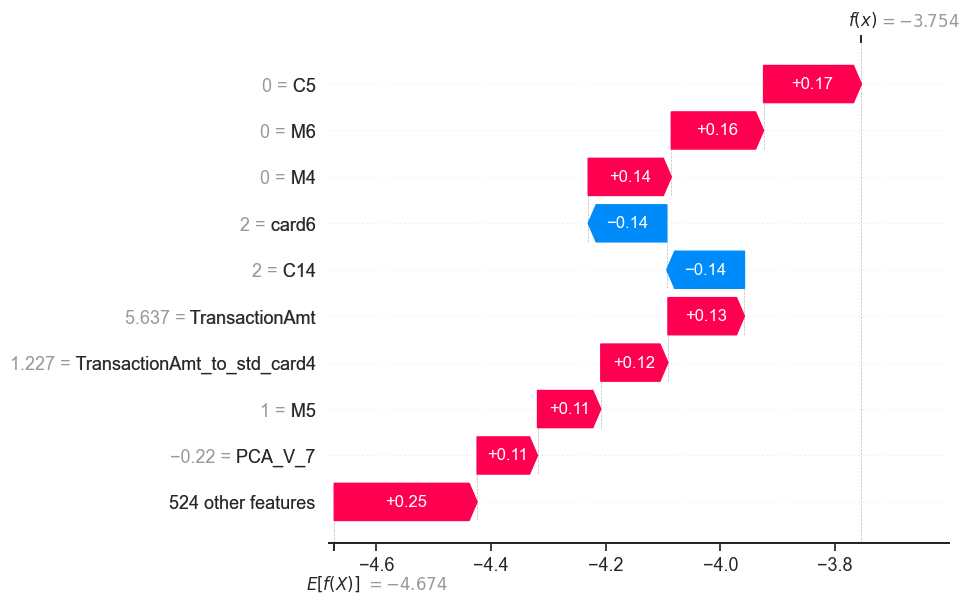 f(x) = −3.754
0 = C5 +0.17
0 = M6 +0.16
0 = M4 +0.14
2 = card6 −0.14
2 = C14 −0.14
5.637 = TransactionAmt +0.13
1.227 = TransactionAmt_to_std_card4 +0.12
1 = M5 +0.11
−0.22 = PCA_V_7 +0.11
524 other features +0.25
−4.6 −4.4 −4.2 −4.0 −3.8
E[f(X)] = −4.674